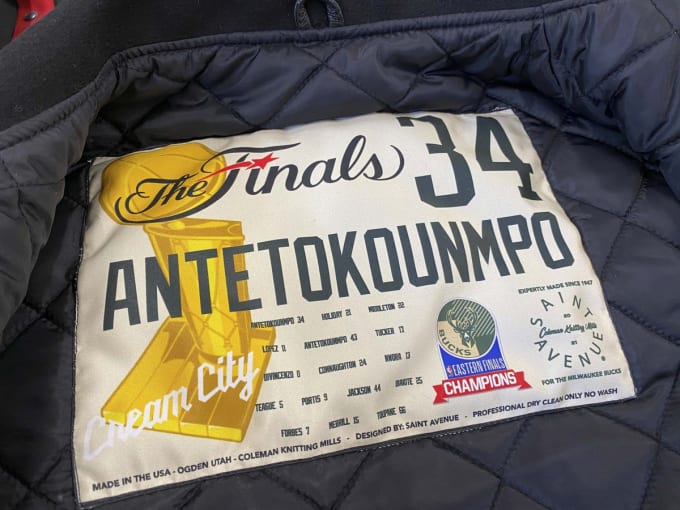 The Finals
34
ANTETOKOUNMPO
ANTETOKOUNMPO 34 HOLIDAY 21 MIDDLETON 22
LOPEZ 11 ANTETOKOUNMPO 43 TUCKER 17
DIVINCENZO 0 CONNAUGHTON 24 NWORA 13
TEAGUE 5 PORTIS 9 JACKSON 44 DIAKITE 25
FORBES 7 MERRILL 15 TOUPANE 66
Cream City
BUCKS
EASTERN FINALS
CHAMPIONS
EXPERTLY MADE SINCE 1947
SAINT
Coleman Knitting Mills
AVENUE
FOR THE MILWAUKEE BUCKS
MADE IN THE USA - OGDEN UTAH - COLEMAN KNITTING MILLS - DESIGNED BY: SAINT AVENUE - PROFESSIONAL DRY CLEAN ONLY NO WASH